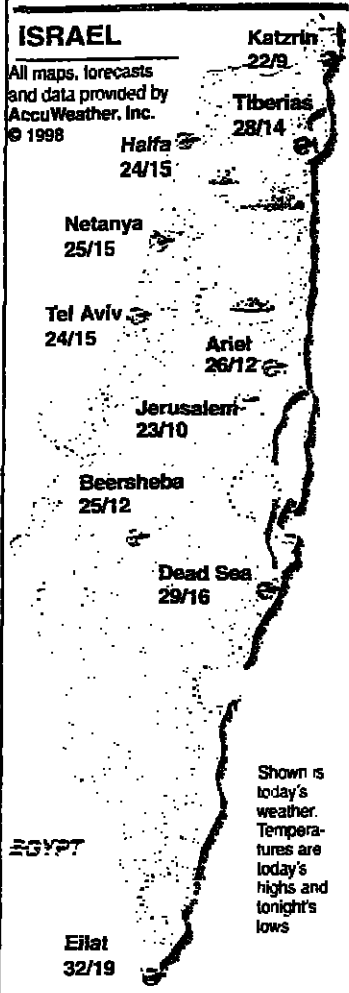 ISRAEL
All maps, forecasts
and data provided by
AccuWeather, Inc.
© 1998
Katzrin
22/9
Tiberias
28/14
Haifa
24/15
Netanya
25/15
Tel Aviv
24/15
Ariel
26/12
Jerusalem
23/10
Beersheba
25/12
Dead Sea
29/16
Shown is
today's
weather.
Tempera-
tures are
today's
highs and
tonight's
lows
EGYPT
Eilat
32/19